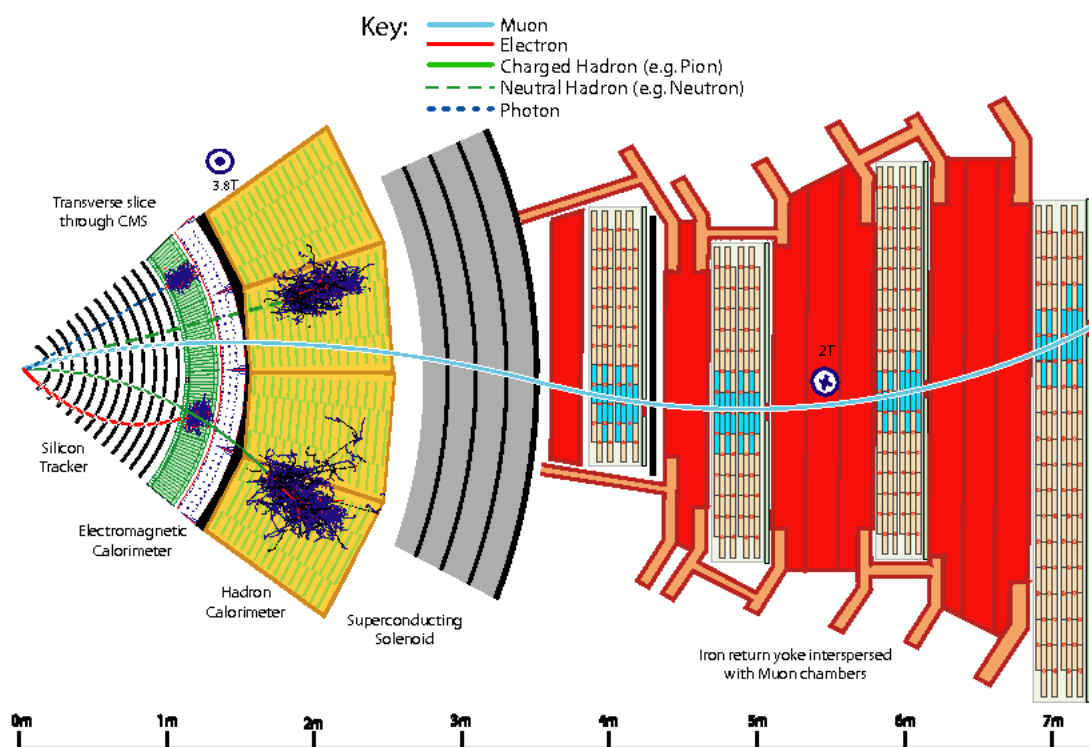 Key:
Muon
Electron
Charged Hadron (e.g. Pion)
Neutral Hadron (e.g. Neutron)
Photon
3.8T
Transverse slice
through CMS
2T
Silicon
Tracker
Electromagnetic
Calorimeter
Hadron
Calorimeter
Superconducting
Solenoid
Iron return yoke interspersed
with Muon chambers
0m
1m
2m
3m
4m
5m
6m
7m